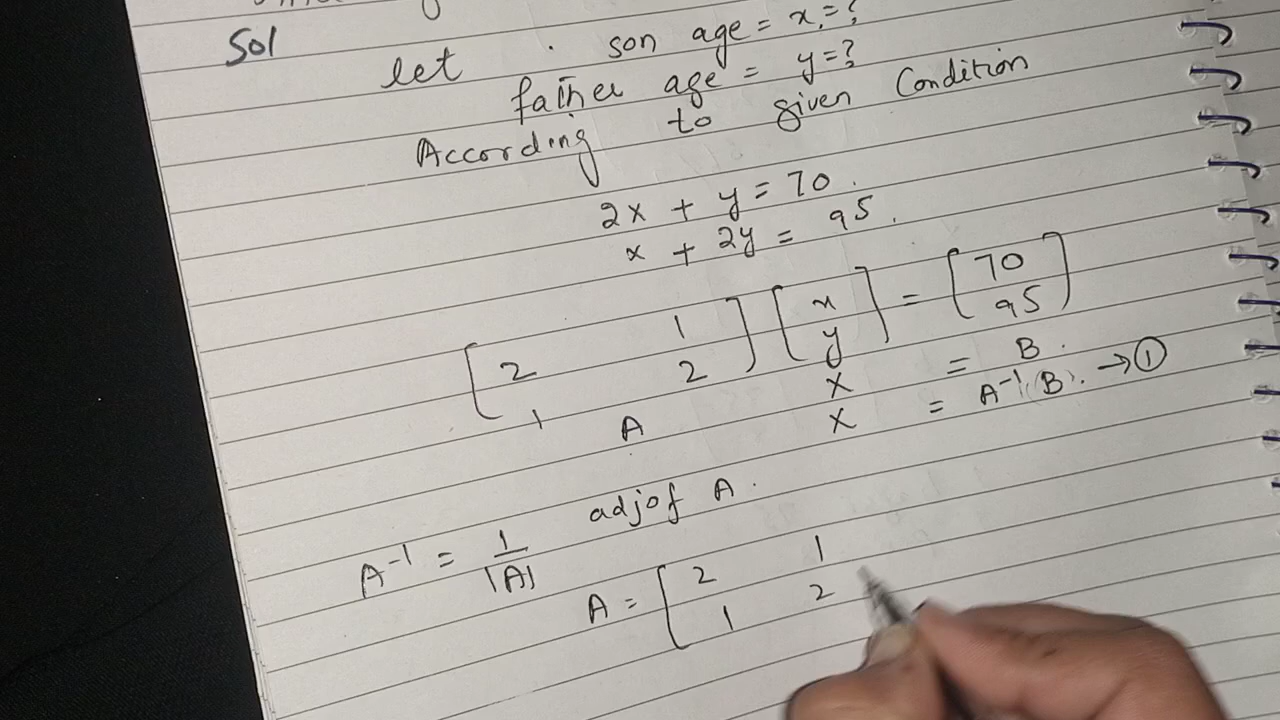 Sol
let son age = x = ?
father age = y = ?
According to given Condition
2x + y = 70
x + 2y = 95.
[2 1
1 2] [x
y] = [70
95]
A X = B.
X = A⁻¹(B). → ①
A⁻¹ = 1/|A| adj of A.
A = [2 1
1 2